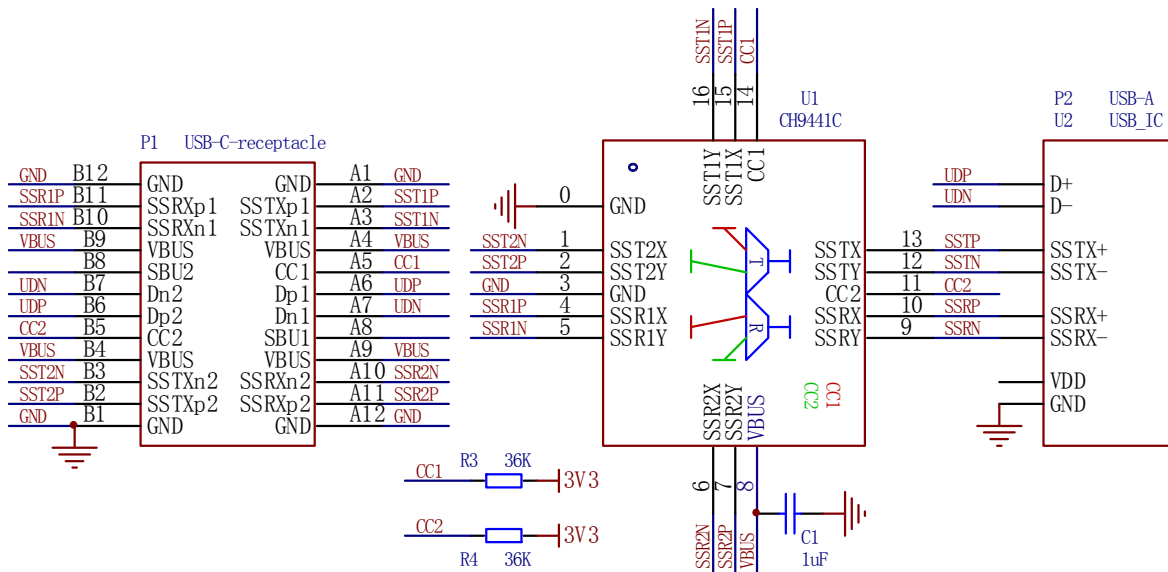 SST1N SST1P CC1
16 15 14
U1
CH9441C
SST1Y SST1X CC1
P2 USB-A
U2 USB_IC
P1 USB-C-receptacle
GND B12 GND GND A1 GND
SSR1P B11 SSRXp1 SSTXp1 A2 SST1P
SSR1N B10 SSRXn1 SSTXn1 A3 SST1N
VBUS B9 VBUS VBUS A4 VBUS
B8 SBU2 CC1 A5 CC1
UDN B7 Dn2 Dp1 A6 UDP
UDP B6 Dp2 Dn1 A7 UDN
CC2 B5 CC2 SBU1 A8
VBUS B4 VBUS VBUS A9 VBUS
SST2N B3 SSTXn2 SSRXn2 A10 SSR2N
SST2P B2 SSTXp2 SSRXp2 A11 SSR2P
GND B1 GND GND A12 GND
0 GND
SST2N 1 SST2X
SST2P 2 SST2Y
GND 3 GND
SSR1P 4 SSR1X
SSR1N 5 SSR1Y
T
R
SSTX 13 SSTP
SSTY 12 SSTN
CC2 11 CC2
SSRX 10 SSRP
SSRY 9 SSRN
CC1
CC2
SSR2X SSR2Y VBUS
6 7 8
SSR2N SSR2P VBUS
C1
1uF
UDP D+
UDN D-
SSTX+
SSTX-
SSRX+
SSRX-
VDD
GND
CC1 R3 36K 3V3
CC2 R4 36K 3V3